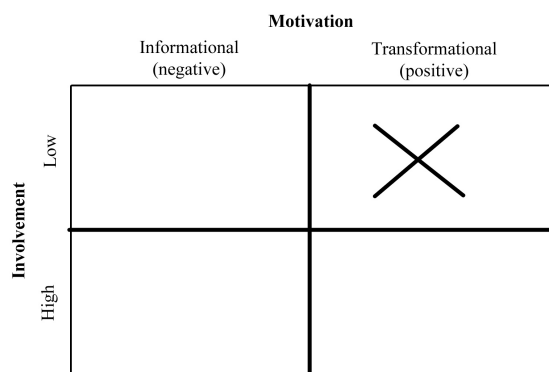 Motivation
Informational
(negative)
Transformational
(positive)
Involvement
Low
High